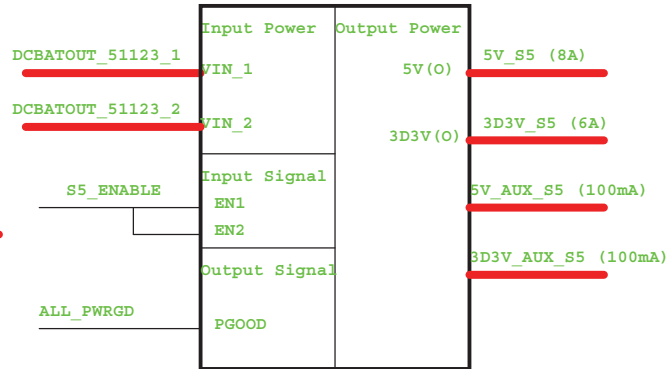 Input Power Output Power
DCBATOUT_51123_1 VIN_1 5V(O) 5V_S5 (8A)
DCBATOUT_51123_2 VIN_2 3D3V(O) 3D3V_S5 (6A)
Input Signal
S5_ENABLE EN1 5V_AUX_S5 (100mA)
EN2
Output Signal 3D3V_AUX_S5 (100mA)
ALL_PWRGD PGOOD